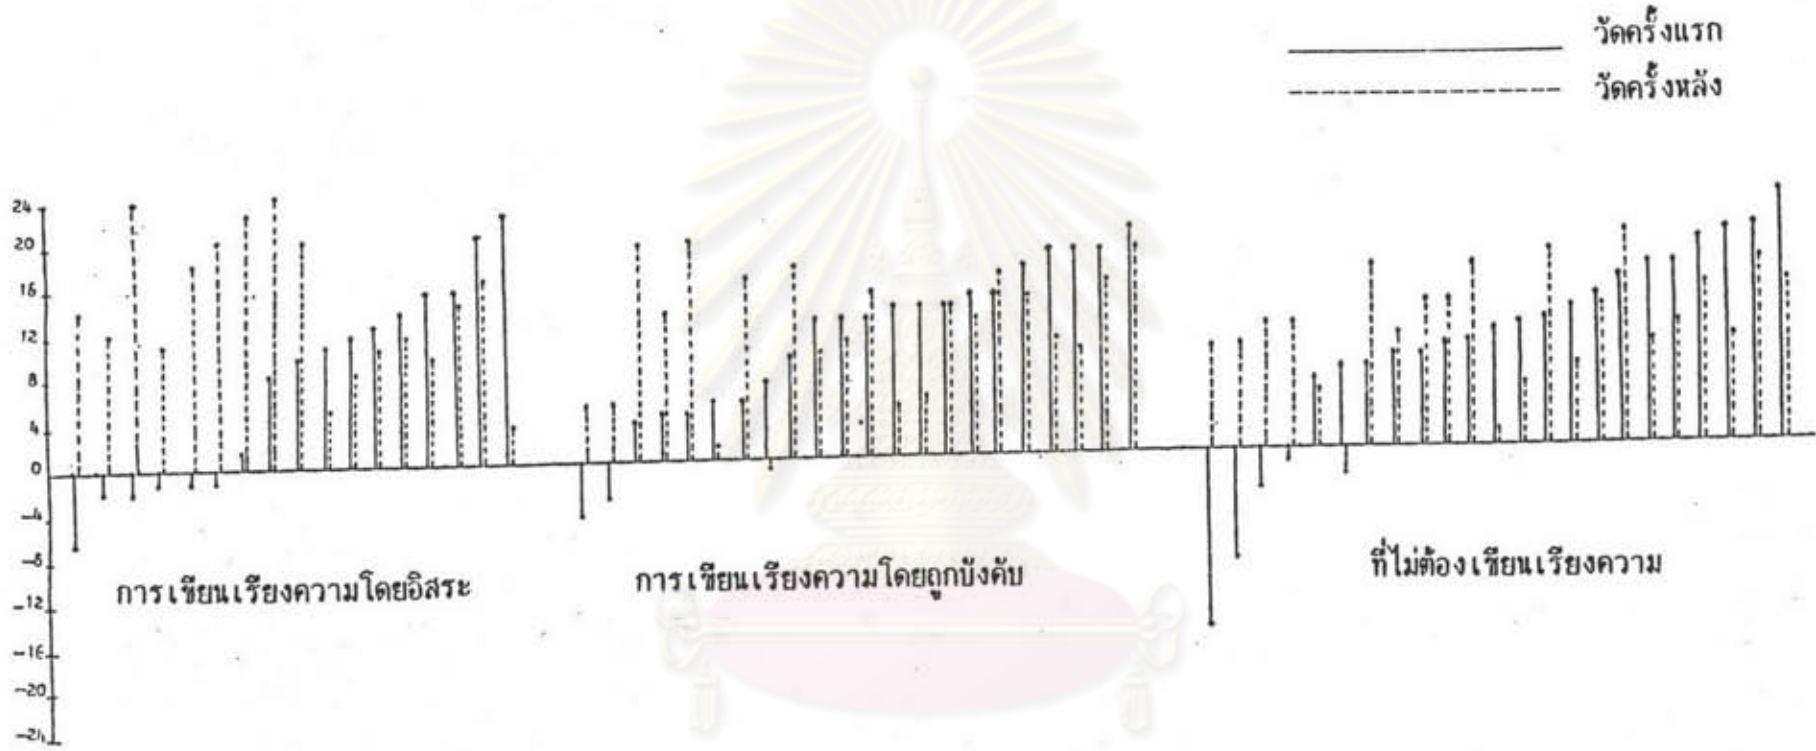 วัดครั้งแรก
วัดครั้งหลัง
24
20
16
12
8
4
0
-4
-8
-12
-16
-20
-24
การเขียนเรียงความโดยอิสระ
การเขียนเรียงความโดยถูกบังคับ
ที่ไม่ต้องเขียนเรียงความ